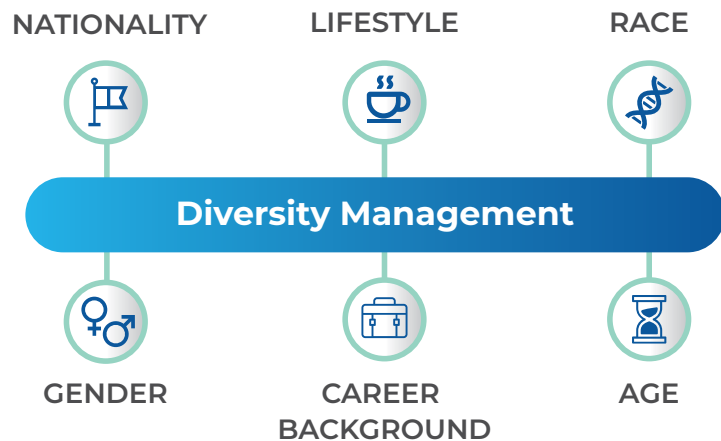 NATIONALITY
LIFESTYLE
RACE
Diversity Management
GENDER
CAREER
BACKGROUND
AGE